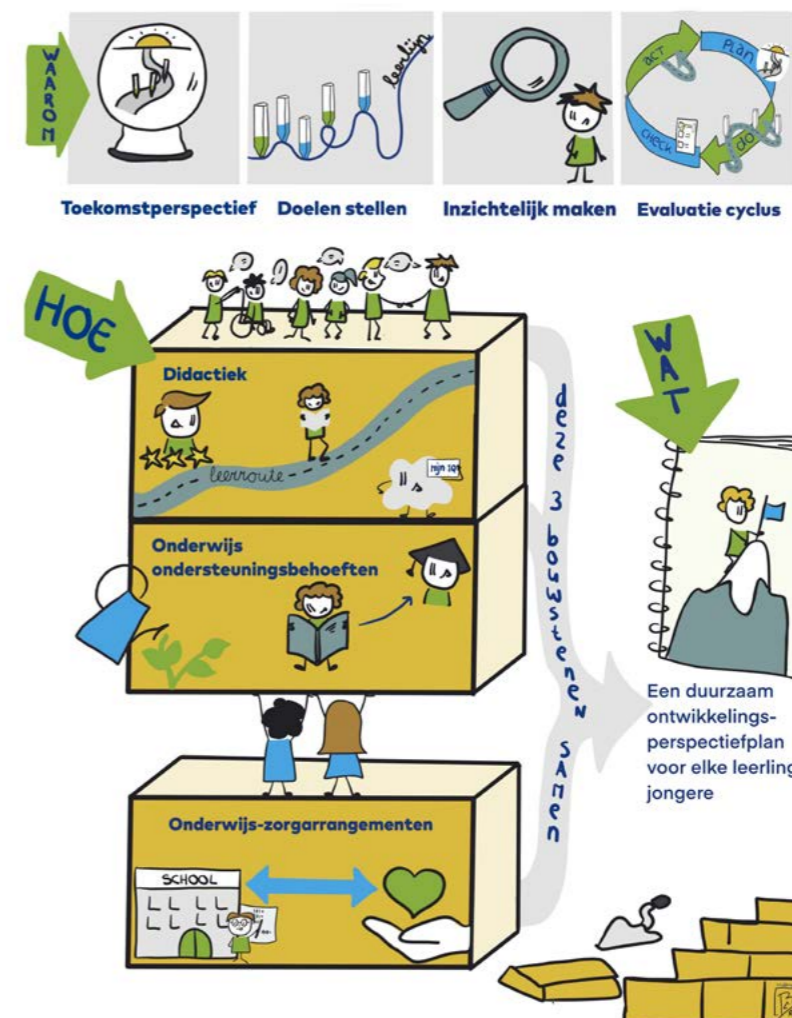 WAAROM
leerlijn
act
Plan
check
do
Toekomstperspectief
Doelen stellen
Inzichtelijk maken
Evaluatie cyclus
HOE
WAT
Didactiek
leerroute
mijn
Onderwijs
ondersteuningsbehoeften
deze 3 bouwstenen samen
Een duurzaam
ontwikkelings-
perspectiefplan
voor elke leerling
jongere
Onderwijs-zorgarrangementen
SCHOOL